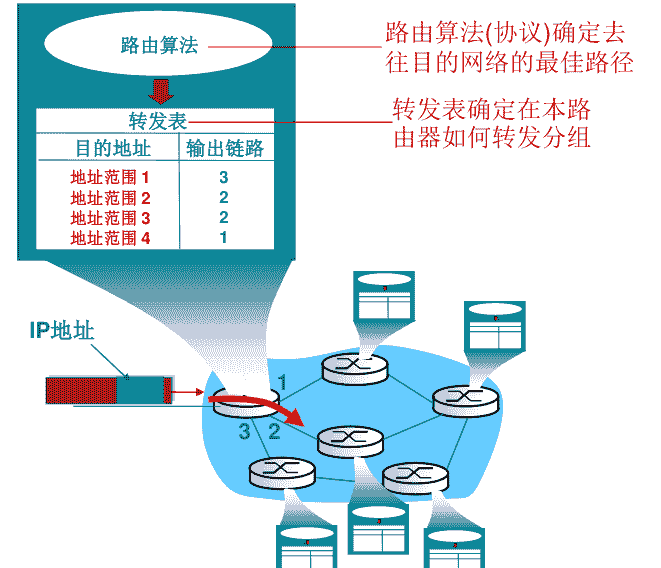 路由算法
路由算法(协议)确定去
往目的网络的最佳路径
转发表
转发表确定在本路
由器如何转发分组
目的地址 输出链路
地址范围 1 3
地址范围 2 2
地址范围 3 2
地址范围 4 1
IP地址
1
3 2